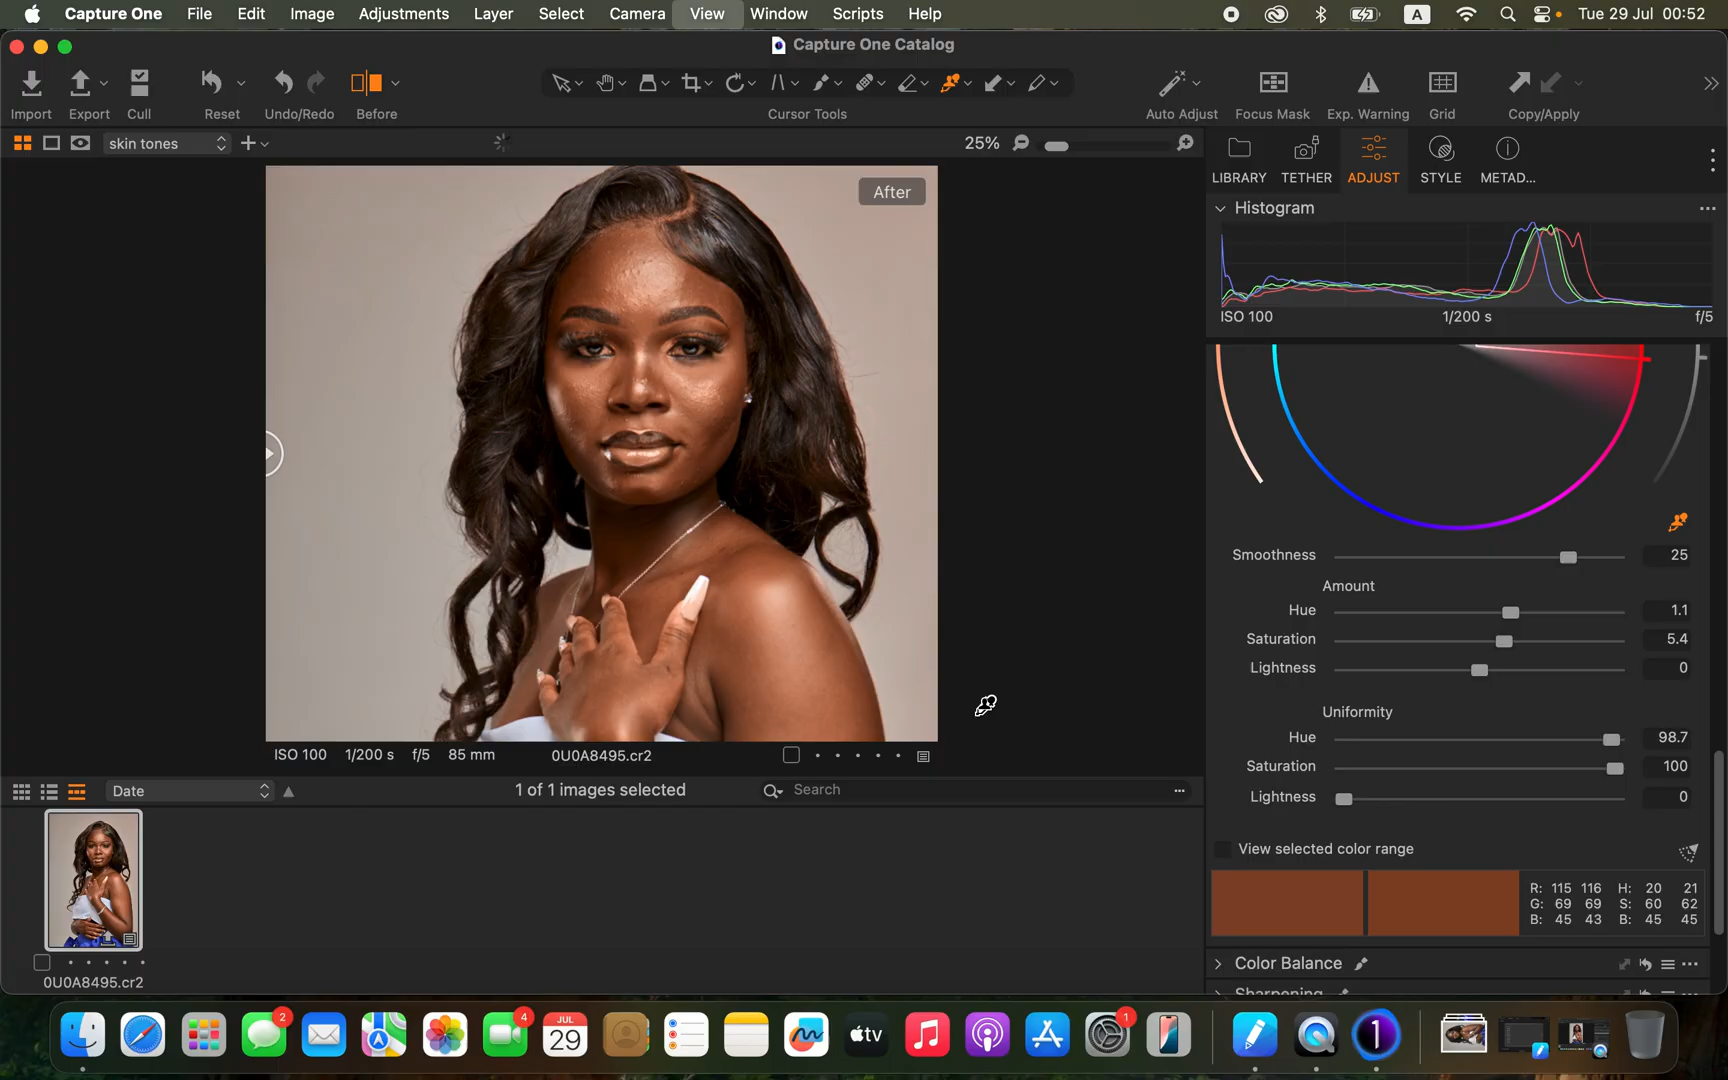 Capture One File Edit Image Adjustments Layer Select Camera View Window Scripts Help A Tue 29 Jul 00:52
Capture One Catalog
Import Export Cull Reset Undo/Redo Before Cursor Tools Auto Adjust Focus Mask Exp. Warning Grid Copy/Apply
skin tones 25%
LIBRARY TETHER ADJUST STYLE METAD...
After
Histogram
ISO 100 1/200 s f/5
Smoothness 25
Amount
Hue 1.1
Saturation 5.4
Lightness 0
Uniformity
Hue 98.7
Saturation 100
Lightness 0
ISO 100 1/200 s f/5 85 mm 0U0A8495.cr2
Date 1 of 1 images selected Search
View selected color range
R: 115 116 H: 20 21
G: 69 69 S: 60 62
B: 45 43 B: 45 45
Color Balance
Sharpening
0U0A8495.cr2
2 4 JUL 29 tv 1 1